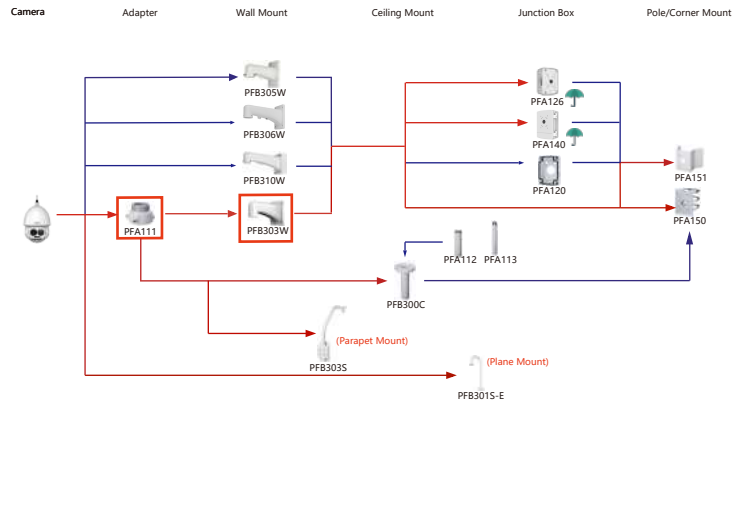 Camera
Adapter
Wall Mount
Ceiling Mount
Junction Box
Pole/Corner Mount
PFB305W
PFA126
PFB306W
PFA140
PFB310W
PFA120
PFA151
PFA111
PFB303W
PFA150
PFA112
PFA113
PFB300C
(Parapet Mount)
PFB303S
(Plane Mount)
PFB301S-E